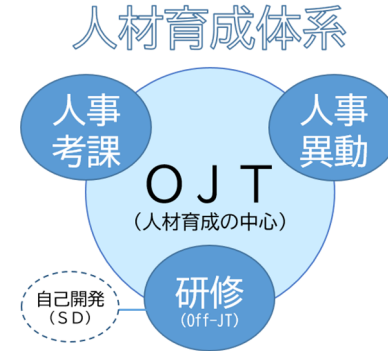 人材育成体系
人事
考課
人事
異動
ＯＪＴ
（人材育成の中心）
研修
(Off-JT)
自己開発
（ＳＤ）